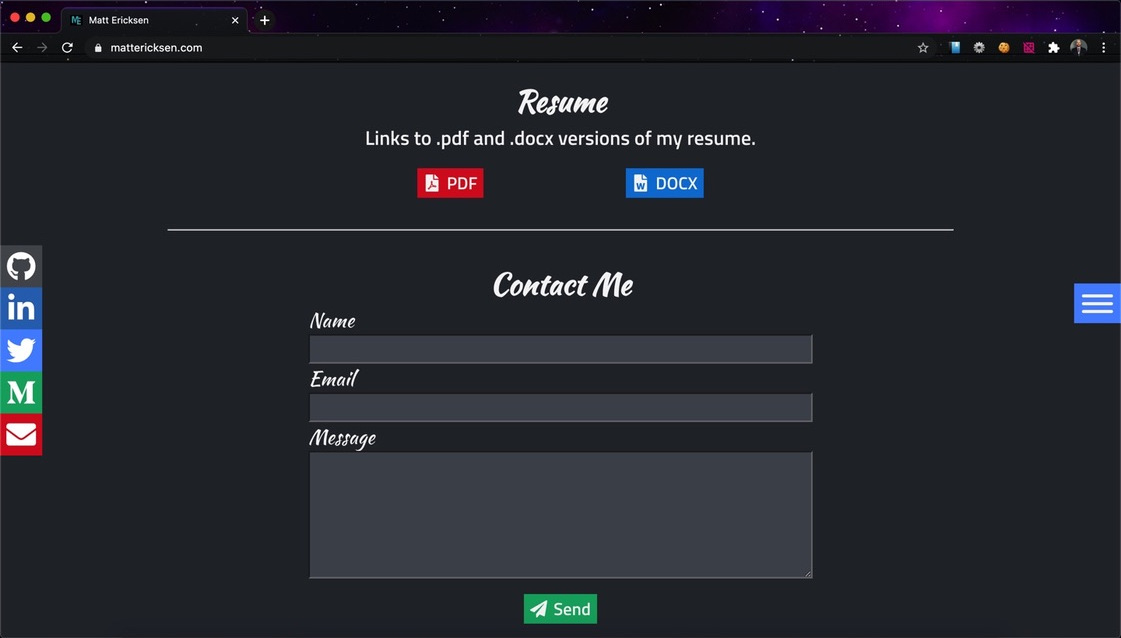 Matt Ericksen
mattericksen.com
Resume
Links to .pdf and .docx versions of my resume.
PDF
DOCX
Contact Me
Name
Email
Message
Send